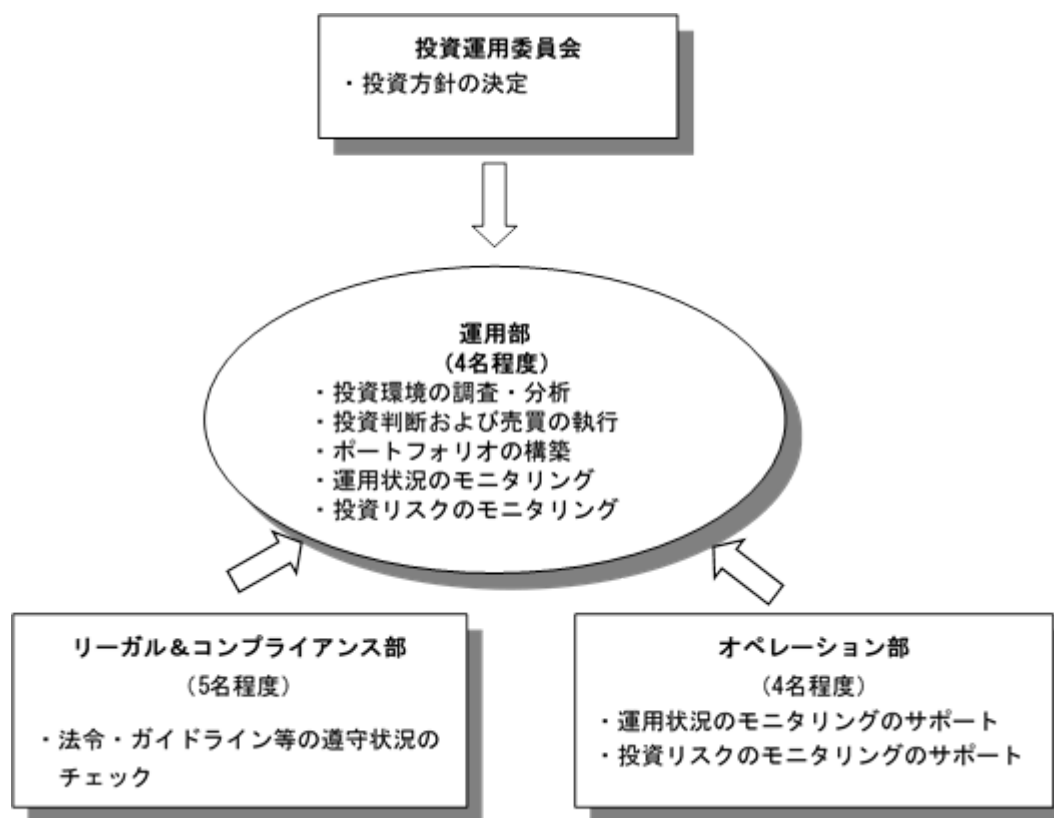 投資運用委員会
・投資方針の決定
運用部
(4名程度)
・投資環境の調査・分析
・投資判断および売買の執行
・ポートフォリオの構築
・運用状況のモニタリング
・投資リスクのモニタリング
リーガル＆コンプライアンス部
(5名程度)
・法令・ガイドライン等の遵守状況の
チェック
オペレーション部
(4名程度)
・運用状況のモニタリングのサポート
・投資リスクのモニタリングのサポート